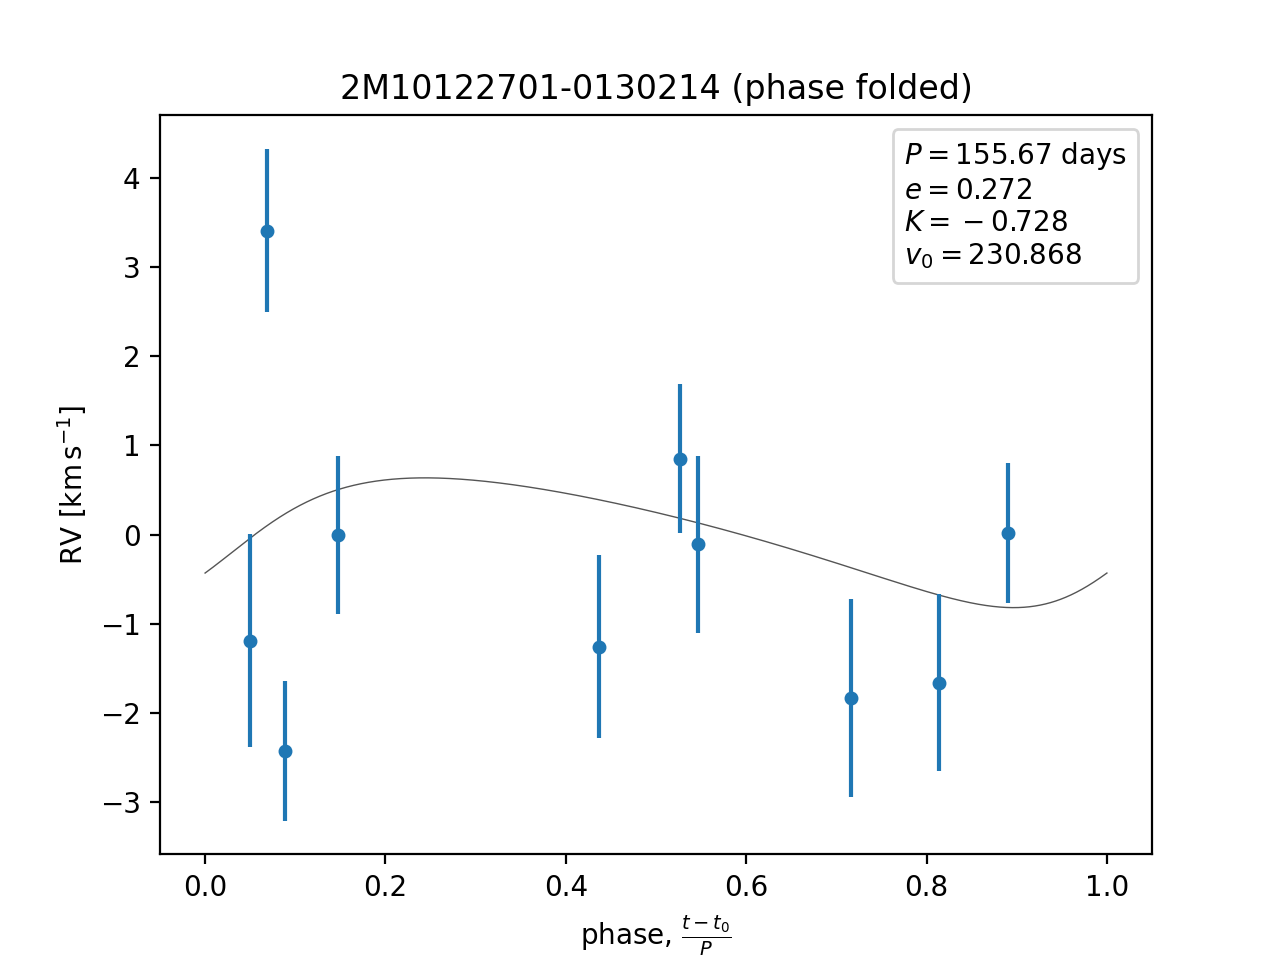 2M10122701-0130214 (phase folded)
P = 155.67 days
e = 0.272
K = −0.728
v₀ = 230.868
4
3
2
1
0
−1
−2
−3
RV [km s⁻¹]
0.0 0.2 0.4 0.6 0.8 1.0
phase, (t − t₀)/P